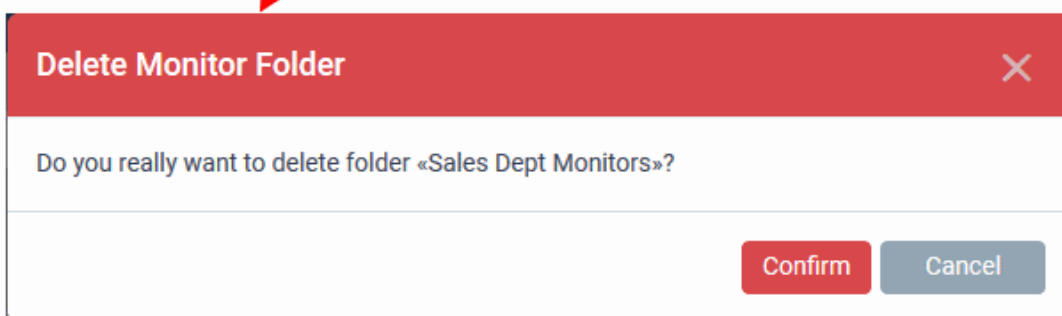 Delete Monitor Folder
Do you really want to delete folder «Sales Dept Monitors»?
Confirm Cancel